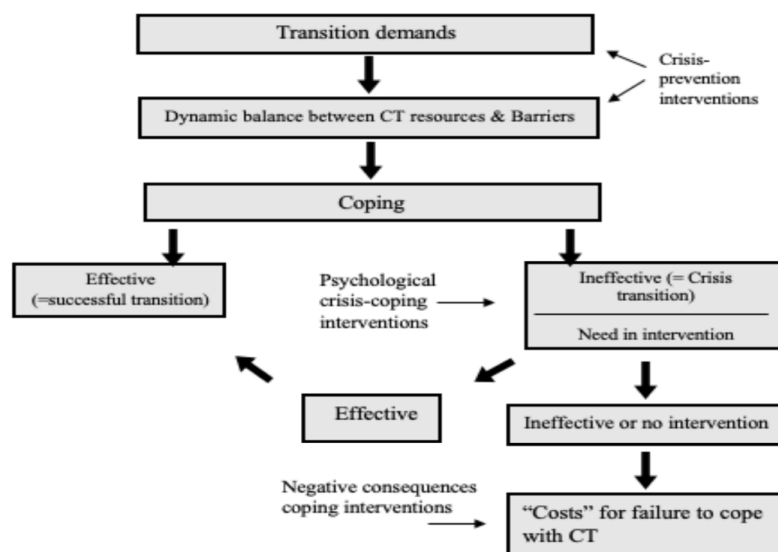 Transition demands
Crisis-
prevention
interventions
Dynamic balance between CT resources & Barriers
Coping
Effective
(=successful transition)
Psychological
crisis-coping
interventions
Ineffective (= Crisis
transition)
Need in intervention
Effective
Ineffective or no intervention
Negative consequences
coping interventions
“Costs” for failure to cope
with CT